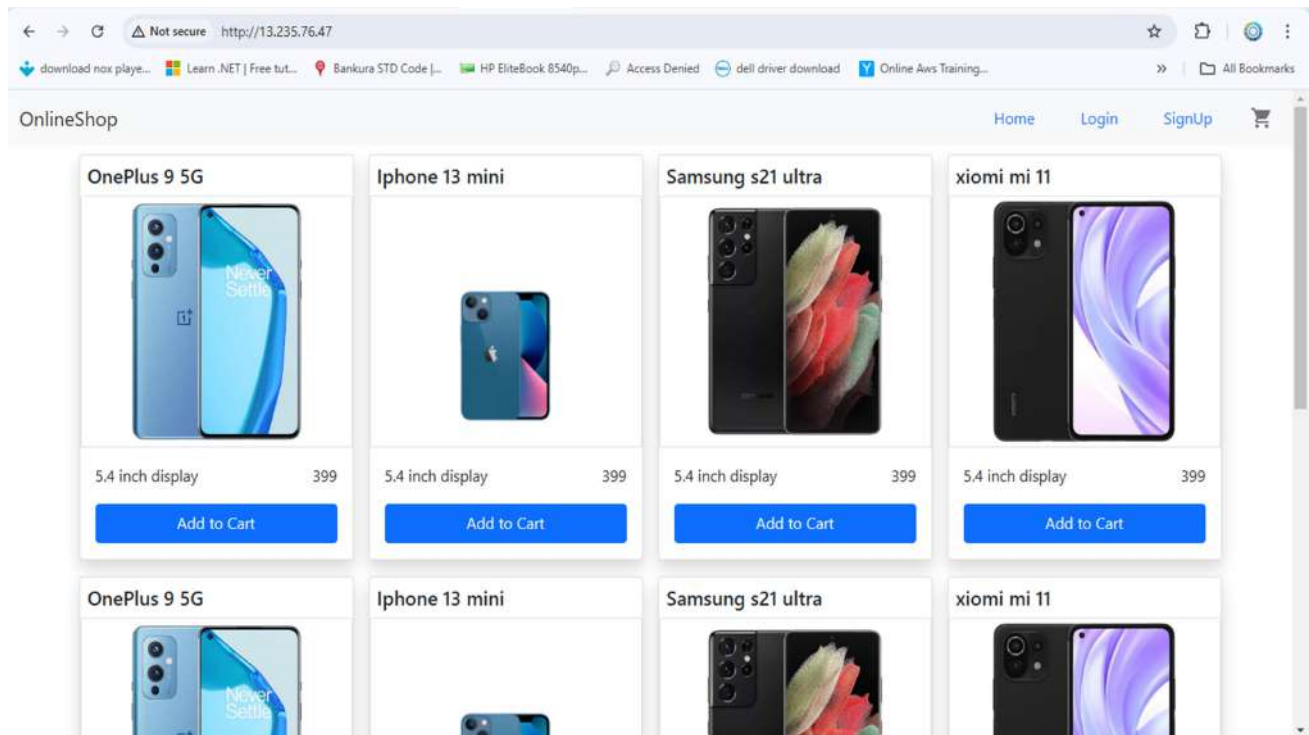 Not secure http://13.235.76.47
download nox playe... Learn .NET | Free tut... Bankura STD Code |... HP EliteBook 8540p... Access Denied dell driver download Online Aws Training... » All Bookmarks
OnlineShop Home Login SignUp
OnePlus 9 5G Iphone 13 mini Samsung s21 ultra xiomi mi 11
Never
Settle
5.4 inch display 399 5.4 inch display 399 5.4 inch display 399 5.4 inch display 399
Add to Cart Add to Cart Add to Cart Add to Cart
OnePlus 9 5G Iphone 13 mini Samsung s21 ultra xiomi mi 11
Never
Settle